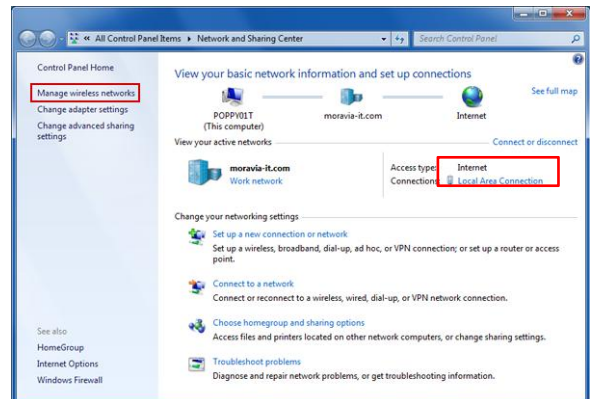 « All Control Panel Items ▸ Network and Sharing Center
Search Control Panel
Control Panel Home
Manage wireless networks
Change adapter settings
Change advanced sharing
settings
See also
HomeGroup
Internet Options
Windows Firewall
View your basic network information and set up connections
See full map
POPPY01T
(This computer)
moravia-it.com
Internet
View your active networks
Connect or disconnect
moravia-it.com
Work network
Access type: Internet
Connections: Local Area Connection
Change your networking settings
Set up a new connection or network
Set up a wireless, broadband, dial-up, ad hoc, or VPN connection; or set up a router or access
point.
Connect to a network
Connect or reconnect to a wireless, wired, dial-up, or VPN network connection.
Choose homegroup and sharing options
Access files and printers located on other network computers, or change sharing settings.
Troubleshoot problems
Diagnose and repair network problems, or get troubleshooting information.